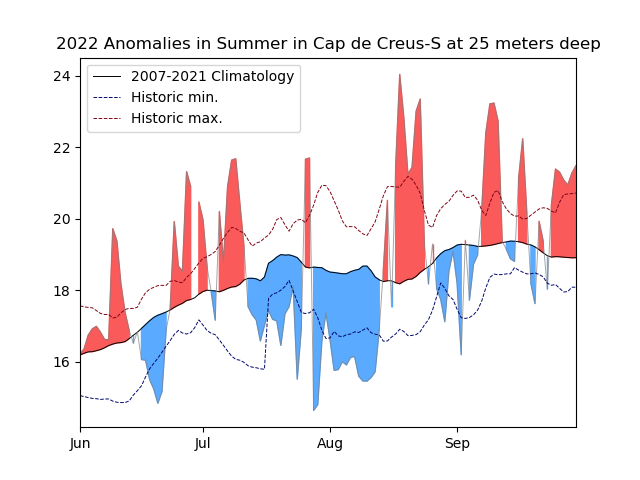 2022 Anomalies in Summer in Cap de Creus-S at 25 meters deep
2007-2021 Climatology
Historic min.
Historic max.
24
22
20
18
16
Jun Jul Aug Sep